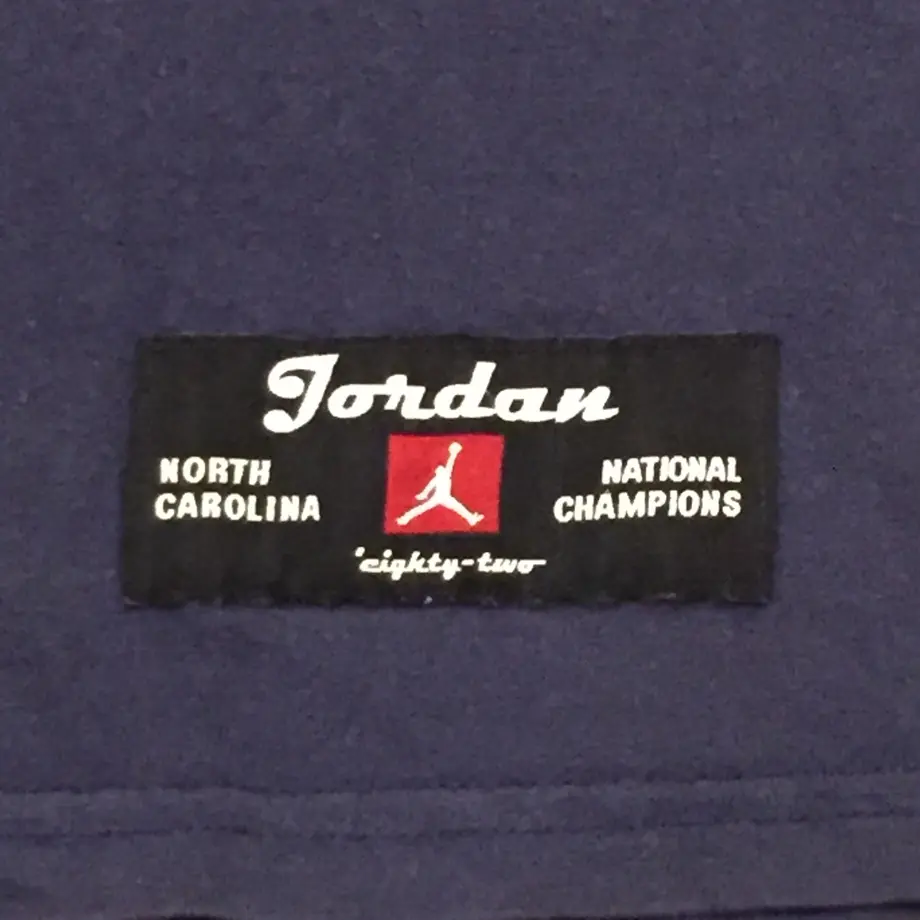 Jordan
NORTH
CAROLINA
NATIONAL
CHAMPIONS
'eighty-two